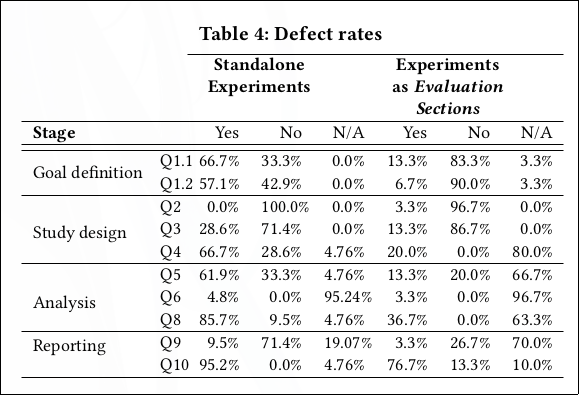 Table 4: Defect rates
Standalone Experiments
Experiments as Evaluation Sections
Stage Yes No N/A Yes No N/A
Goal definition
Q1.1 66.7% 33.3% 0.0% 13.3% 83.3% 3.3%
Q1.2 57.1% 42.9% 0.0% 6.7% 90.0% 3.3%
Study design
Q2 0.0% 100.0% 0.0% 3.3% 96.7% 0.0%
Q3 28.6% 71.4% 0.0% 13.3% 86.7% 0.0%
Q4 66.7% 28.6% 4.76% 20.0% 0.0% 80.0%
Analysis
Q5 61.9% 33.3% 4.76% 13.3% 20.0% 66.7%
Q6 4.8% 0.0% 95.24% 3.3% 0.0% 96.7%
Q8 85.7% 9.5% 4.76% 36.7% 0.0% 63.3%
Reporting
Q9 9.5% 71.4% 19.07% 3.3% 26.7% 70.0%
Q10 95.2% 0.0% 4.76% 76.7% 13.3% 10.0%